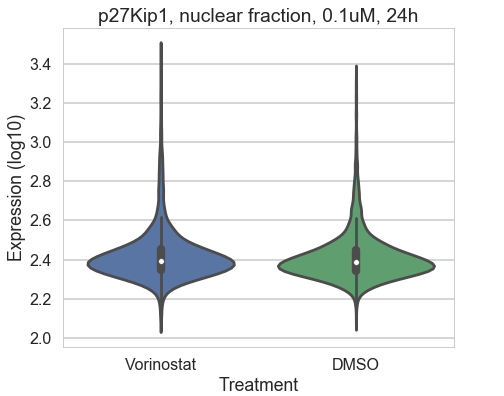 p27Kip1, nuclear fraction, 0.1uM, 24h
Expression (log10)
3.4
3.2
3.0
2.8
2.6
2.4
2.2
2.0
Vorinostat DMSO
Treatment